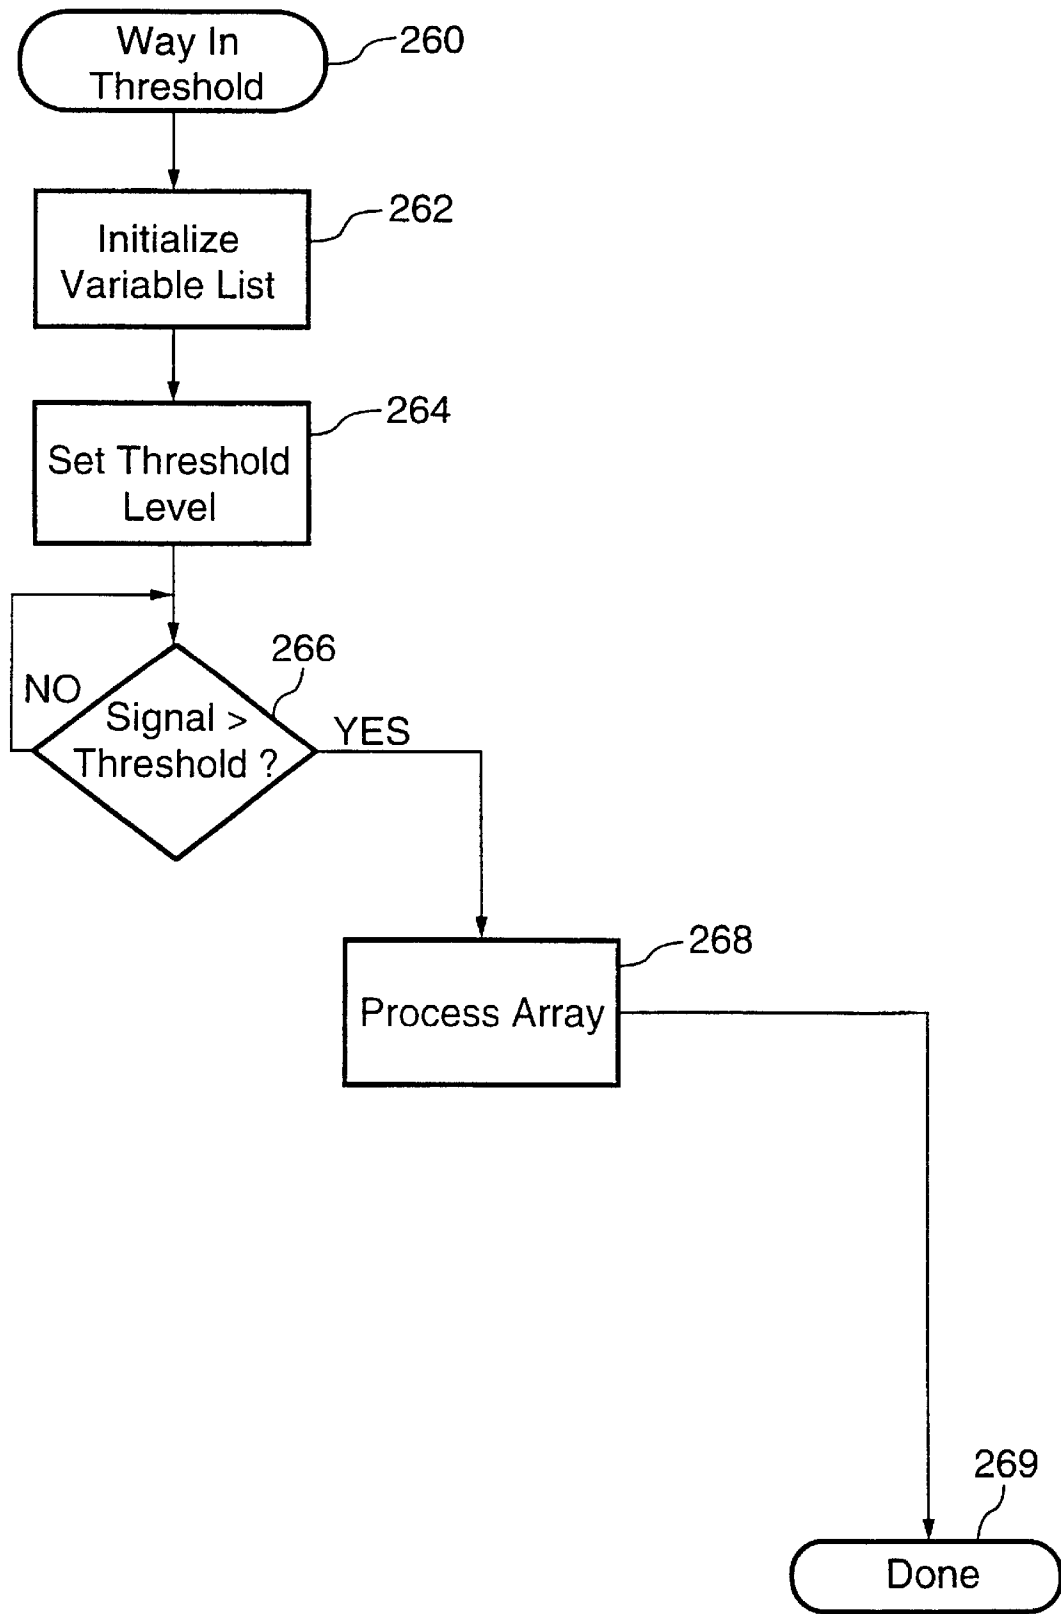 Way In
Threshold
260
Initialize
Variable List
262
Set Threshold
Level
264
NO
Signal >
Threshold ?
266
YES
Process Array
268
Done
269